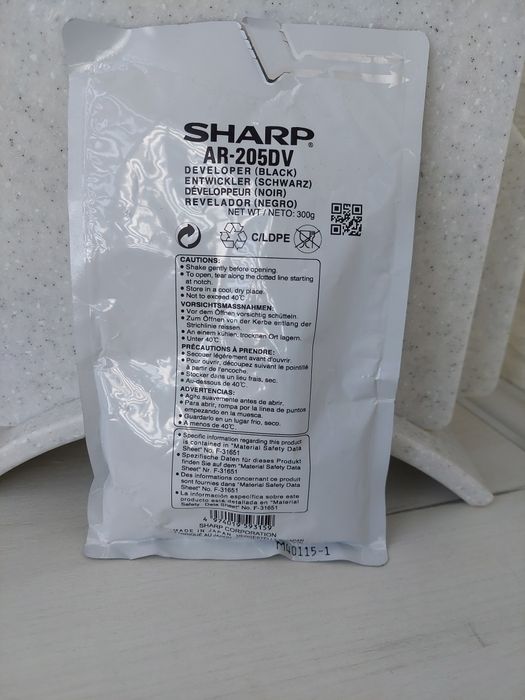 SHARP®
AR-205DV
DEVELOPER (BLACK)
ENTWICKLER (SCHWARZ)
DÉVELOPPEUR (NOIR)
REVELADOR (NEGRO)
NET WT / NETO: 300g
C/LDPE
CAUTIONS:
• Shake gently before opening.
• To open, tear along the dotted line starting
at notch.
• Store in a cool, dry place.
• Not to exceed 40°C
VORSICHTSMASSNAHMEN:
• Vor dem Öffnen vorsichtig schütteln.
• Zum Öffnen von der Kerbe entlang der
Strichlinie reissen.
• An einem kühlen, trocknen Ort lagern.
• Unter 40°C
PRÉCAUTIONS À PRENDRE:
• Secouer légèrement avant d'ouvrir.
• Pour ouvrir, découpez suivant le pointillé
à partir de l'encoche.
• Stocker dans un lieu frais, sec.
• Au-dessous de 40°C.
ADVERTENCIAS:
• Agite suavemente antes de abrir.
• Para abrir, rompa por la línea de puntos
empezando en la muesca.
• Guardarlo en un lugar frío, seco.
• A menos de 40°C.
• Specific information regarding this product
is contained in "Material Safety Data
Sheet" No. F-31651
• Spezifische Daten für dieses Produkt
finden Sie auf dem "Material Safety Data
Sheet" Nr. F-31651
• Des informations concernant ce produit
sont fournies dans "Material Safety Data
Sheet" No. F-31651
• La información específica sobre este
producto está detallada en "Material
Safety Data Sheet" No. F-31651
4 974019 593159
SHARP CORPORATION
MADE IN JAPAN
M40115-1